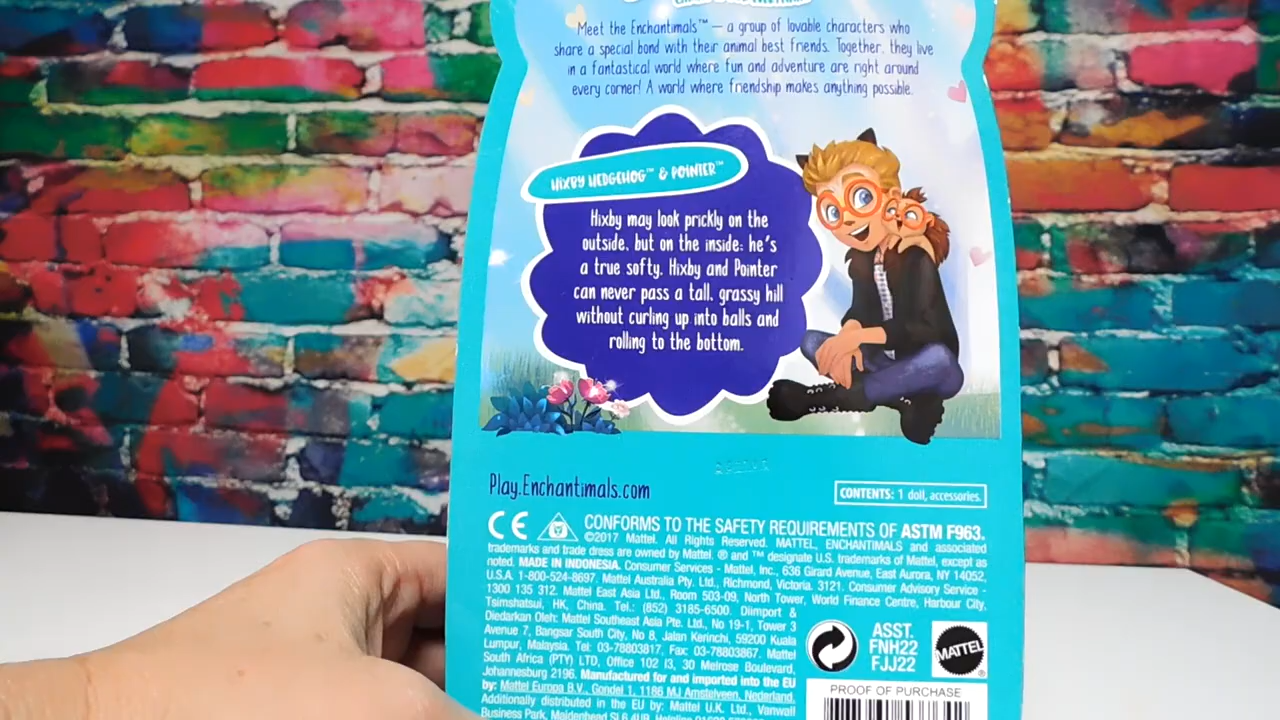 Meet the Enchantimals™ — a group of lovable characters who
share a special bond with their animal best friends. Together, they live
in a fantastical world where fun and adventure are right around
every corner! A world where friendship makes anything possible.
HIXBY HEDGEHOG™ & POINTER™
Hixby may look prickly on the
outside, but on the inside: he's
a true softy. Hixby and Pointer
can never pass a tall, grassy hill
without curling up into balls and
rolling to the bottom.
Play.Enchantimals.com
CONTENTS: 1 doll, accessories.
CE
CONFORMS TO THE SAFETY REQUIREMENTS OF ASTM F963.
©2017 Mattel. All Rights Reserved. MATTEL, ENCHANTIMALS and associated
trademarks and trade dress are owned by Mattel. ® and ™ designate U.S. trademarks of Mattel, except as
noted. MADE IN INDONESIA. Consumer Services - Mattel, Inc., 636 Girard Avenue, East Aurora, NY 14052,
U.S.A. 1-800-524-8697. Mattel Australia Pty. Ltd., Richmond, Victoria. 3121. Consumer Advisory Service -
1300 135 312. Mattel East Asia Ltd., Room 503-09, North Tower, World Finance Centre, Harbour City,
Tsimshatsui, HK, China. Tel.: (852) 3185-6500. Diimport &
Diedarkan Oleh: Mattel Southeast Asia Pte. Ltd., No 19-1, Tower 3
Avenue 7, Bangsar South City, No 8, Jalan Kerinchi, 59200 Kuala
Lumpur, Malaysia. Tel: 03-78803817, Fax: 03-78803867. Mattel
South Africa (PTY) LTD, Office 102 I3, 30 Melrose Boulevard,
Johannesburg 2196. Manufactured for and imported into the EU
by: Mattel Europa B.V., Gondel 1, 1186 MJ Amstelveen, Nederland.
Additionally distributed in the EU by: Mattel U.K. Ltd., Vanwall
Business Park, Maidenhead SL6 4UB. Helpline
ASST.
FNH22
FJJ22
MATTEL
PROOF OF PURCHASE